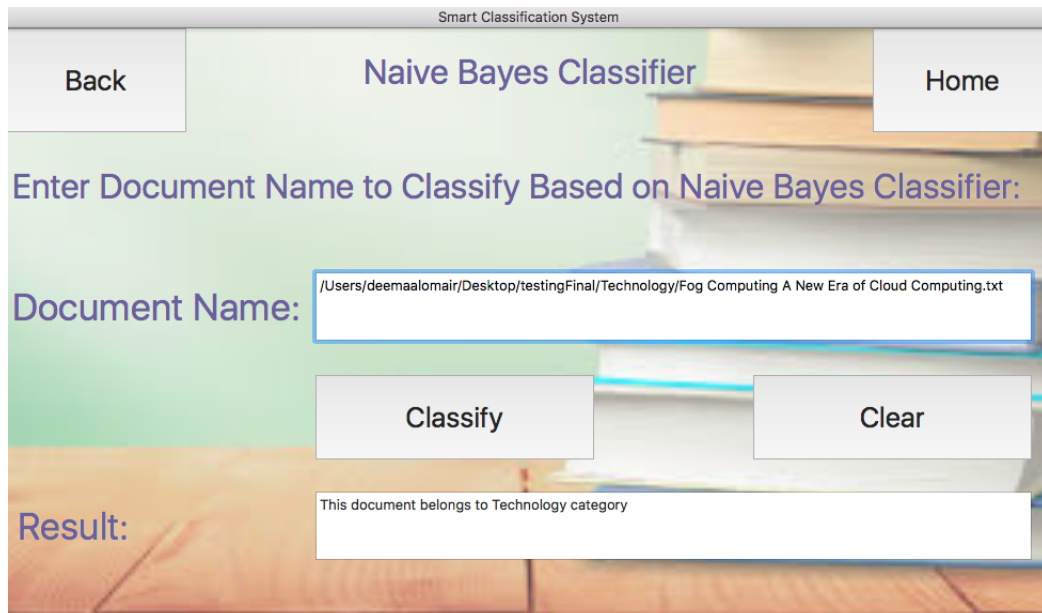 Smart Classification System
Back
Naive Bayes Classifier
Home
Enter Document Name to Classify Based on Naive Bayes Classifier:
Document Name:
/Users/deemaalomair/Desktop/testingFinal/Technology/Fog Computing A New Era of Cloud Computing.txt
Classify
Clear
Result:
This document belongs to Technology category